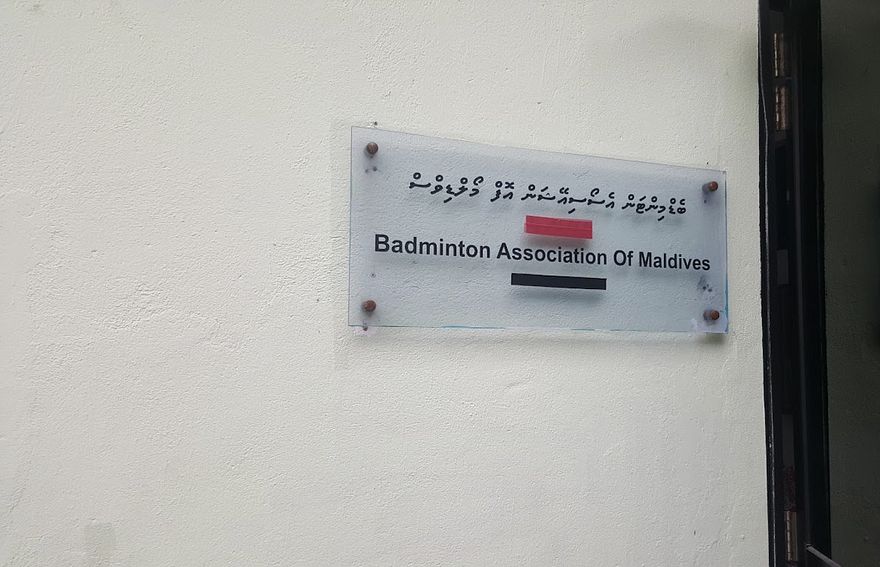 ބެޑްމިންޓަން އެސޯސިއޭޝަން އޮފް މޯލްޑިވްސް
Badminton Association Of Maldives